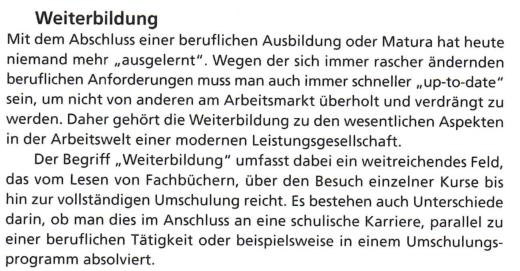 Weiterbildung
Mit dem Abschluss einer beruflichen Ausbildung oder Matura hat heute
niemand mehr „ausgelernt“. Wegen der sich immer rascher ändernden
beruflichen Anforderungen muss man auch immer schneller „up-to-date“
sein, um nicht von anderen am Arbeitsmarkt überholt und verdrängt zu
werden. Daher gehört die Weiterbildung zu den wesentlichen Aspekten
in der Arbeitswelt einer modernen Leistungsgesellschaft.
Der Begriff „Weiterbildung“ umfasst dabei ein weitreichendes Feld,
das vom Lesen von Fachbüchern, über den Besuch einzelner Kurse bis
hin zur vollständigen Umschulung reicht. Es bestehen auch Unterschiede
darin, ob man dies im Anschluss an eine schulische Karriere, parallel zu
einer beruflichen Tätigkeit oder beispielsweise in einem Umschulungs-
programm absolviert.